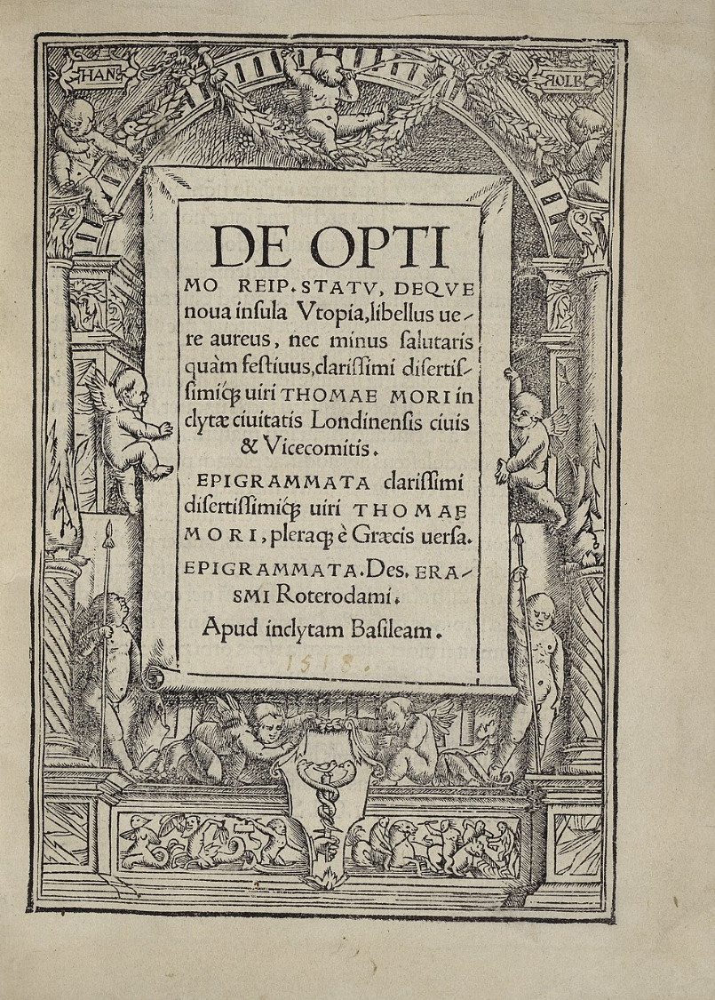 HANS
HOLB
DE OPTI
MO REIP. STATV, DEQVE
noua inſula Vtopia, libellus ue-
re aureus, nec minus ſalutaris
quàm feſtiuus, clariſſimi diſertiſ-
ſimiq́ꝫ uiri THOMAE MORI in
clytæ ciuitatis Londinenſis ciuis
& Vicecomitis.
EPIGRAMMATA clariſſimi
diſertiſſimiq́ꝫ uiri THOMAE
MORI, pleraqꝫ è Græcis uerſa.
EPIGRAMMATA. Des. ERA-
SMI Roterodami.
Apud inclytam Baſileam.
1518.